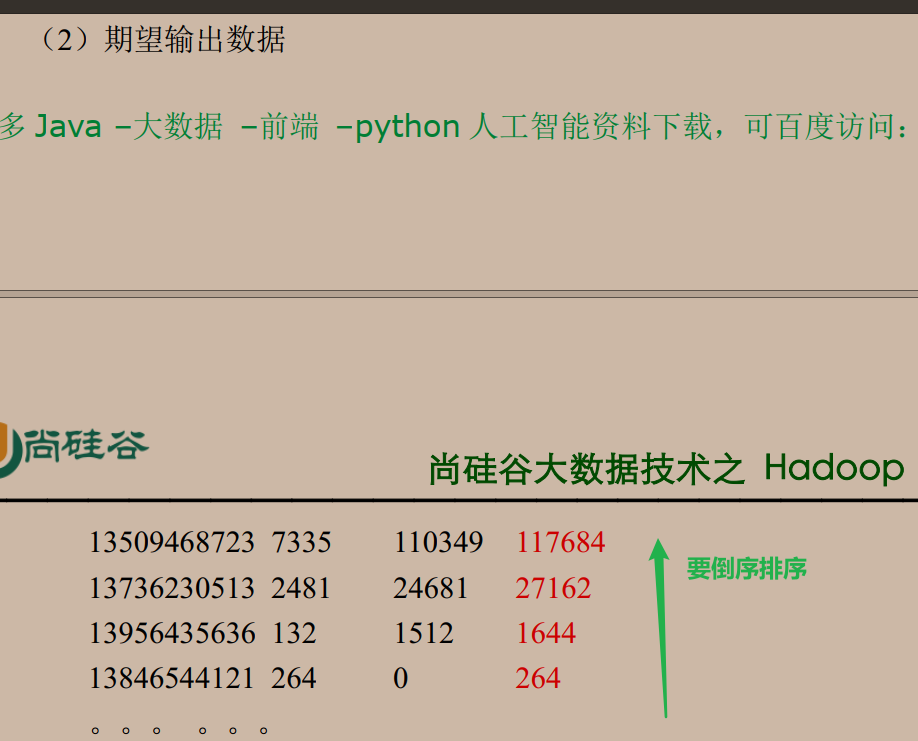 （2）期望输出数据
多 Java –大数据 –前端 –python 人工智能资料下载，可百度访问：
尚硅谷
尚硅谷大数据技术之 Hadoop
13509468723 7335 110349 117684
要倒序排序
13736230513 2481 24681 27162
13956435636 132 1512 1644
13846544121 264 0 264
。。。 。。。